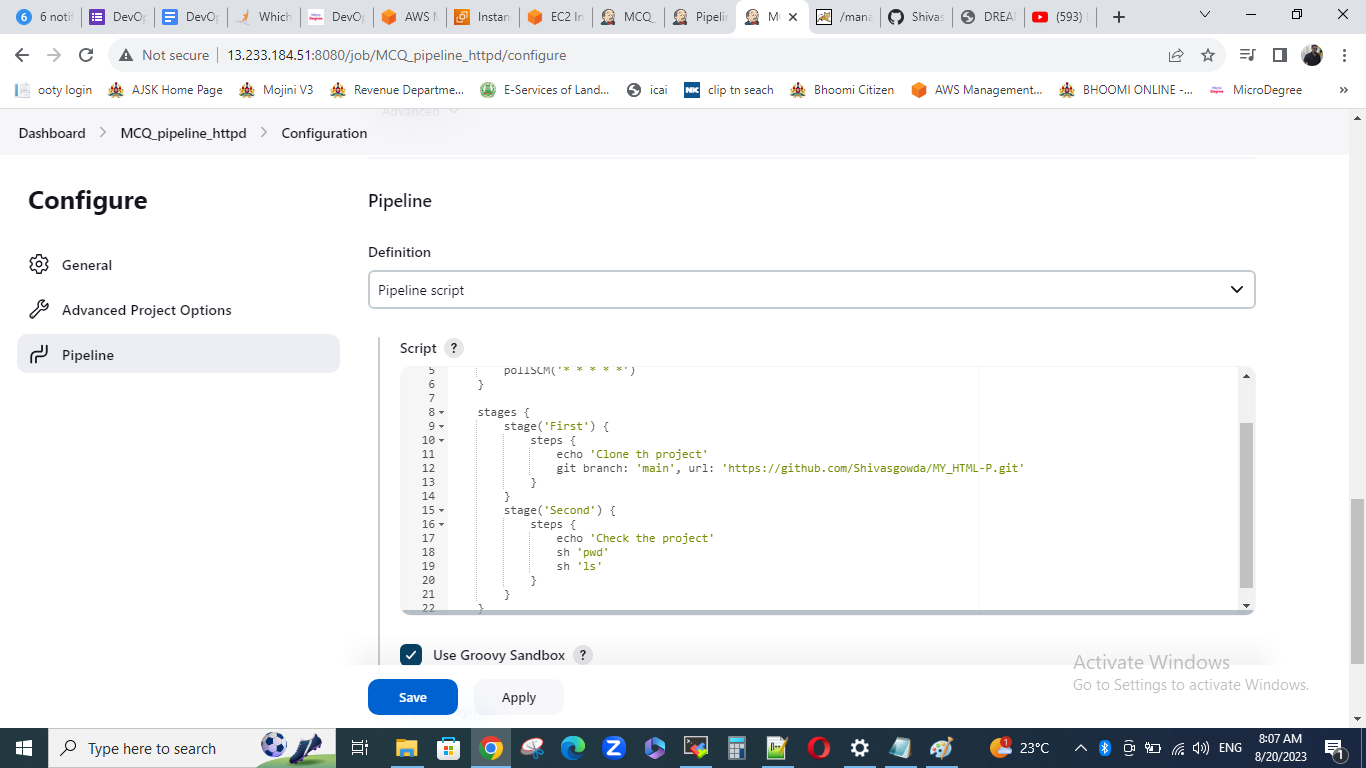 6 notif
DevO
DevO
Which
DevO
AWS M
Instan
EC2 In
MCQ_
Pipelin
M
/mana
Shivas
DREA
(593)
Not secure
13.233.184.51:8080/job/MCQ_pipeline_httpd/configure
ooty login
AJSK Home Page
Mojini V3
Revenue Departme...
E-Services of Land...
icai
NIC
clip tn seach
Bhoomi Citizen
AWS Management...
BHOOMI ONLINE -...
MicroDegree
»
Advanced
Dashboard
MCQ_pipeline_httpd
Configuration
Configure
General
Advanced Project Options
Pipeline
Pipeline
Definition
Pipeline script
Script ?
5 pollSCM('* * * * *')
6 }
7
8 stages {
9 stage('First') {
10 steps {
11 echo 'Clone th project'
12 git branch: 'main', url: 'https://github.com/Shivasgowda/MY_HTML-P.git'
13 }
14 }
15 stage('Second') {
16 steps {
17 echo 'Check the project'
18 sh 'pwd'
19 sh 'ls'
20 }
21 }
22 }
Use Groovy Sandbox ?
Save
Apply
Activate Windows
Go to Settings to activate Windows.
Type here to search
23°C
ENG
8:07 AM
8/20/2023
1